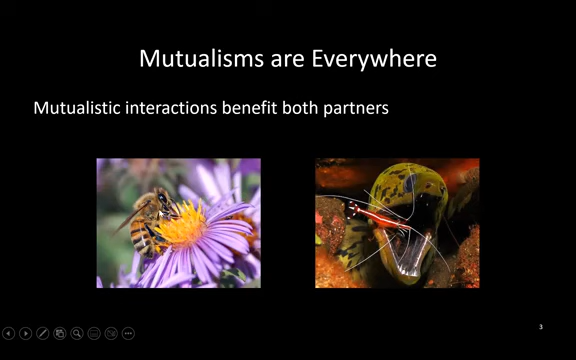 Mutualisms are Everywhere
Mutualistic interactions benefit both partners
3